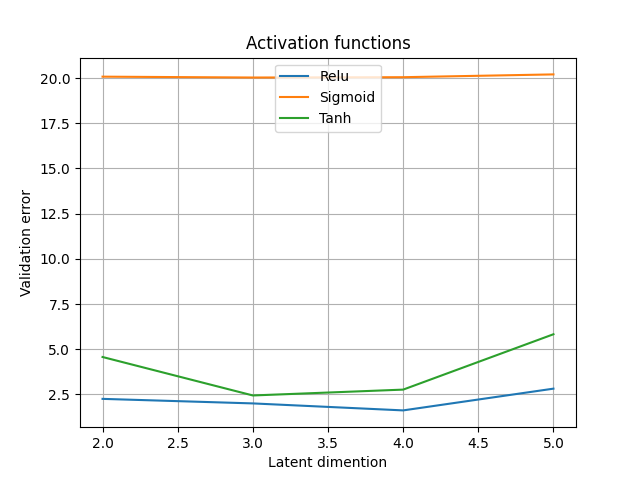 Activation functions
Relu
Sigmoid
Tanh
Validation error
20.0
17.5
15.0
12.5
10.0
7.5
5.0
2.5
2.0 2.5 3.0 3.5 4.0 4.5 5.0
Latent dimention